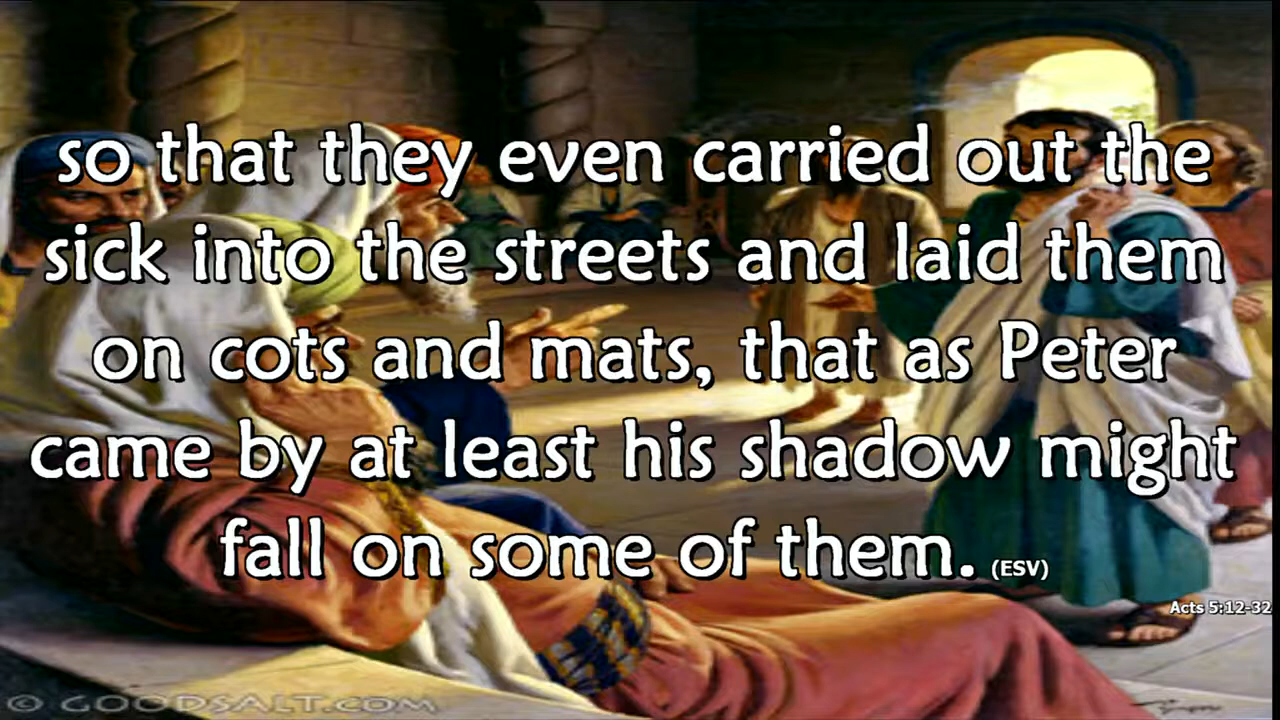 so that they even carried out the
sick into the streets and laid them
on cots and mats, that as Peter
came by at least his shadow might
fall on some of them. (ESV)
Acts 5:12-32
© GOODSALT.COM